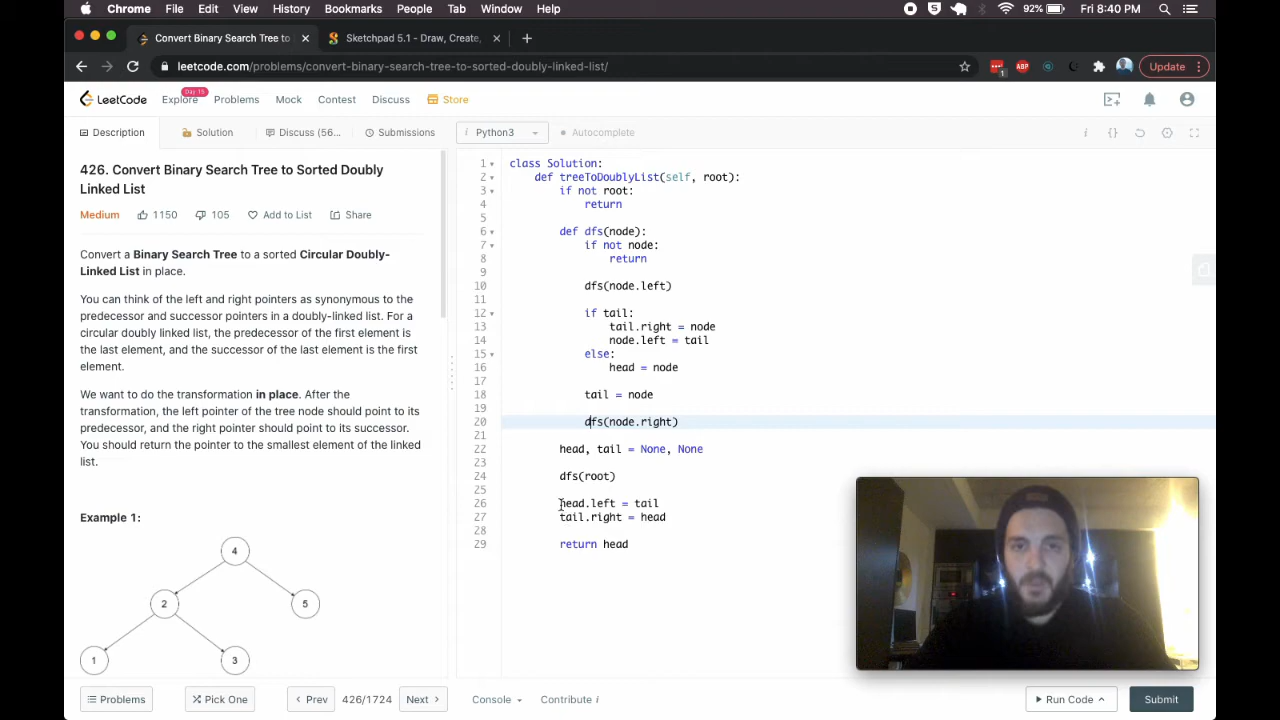 Chrome File Edit View History Bookmarks People Tab Window Help 92% Fri 8:40 PM
Convert Binary Search Tree to Sketchpad 5.1 - Draw, Create,
leetcode.com/problems/convert-binary-search-tree-to-sorted-doubly-linked-list/ 1 ABP Update
Day 19
LeetCode Explore Problems Mock Contest Discuss Store
Description Solution Discuss (56... Submissions i Python3 Autocomplete i {}
426. Convert Binary Search Tree to Sorted Doubly
Linked List
Medium 1150 105 Add to List Share
Convert a Binary Search Tree to a sorted Circular Doubly-
Linked List in place.
You can think of the left and right pointers as synonymous to the
predecessor and successor pointers in a doubly-linked list. For a
circular doubly linked list, the predecessor of the first element is
the last element, and the successor of the last element is the first
element.
We want to do the transformation in place. After the
transformation, the left pointer of the tree node should point to its
predecessor, and the right pointer should point to its successor.
You should return the pointer to the smallest element of the linked
list.
Example 1:
4
2 5
1 3
1 class Solution:
2 def treeToDoublyList(self, root):
3 if not root:
4 return
5
6 def dfs(node):
7 if not node:
8 return
9
10 dfs(node.left)
11
12 if tail:
13 tail.right = node
14 node.left = tail
15 else:
16 head = node
17
18 tail = node
19
20 dfs(node.right)
21
22 head, tail = None, None
23
24 dfs(root)
25
26 head.left = tail
27 tail.right = head
28
29 return head
Problems Pick One Prev 426/1724 Next Console Contribute i Run Code Submit